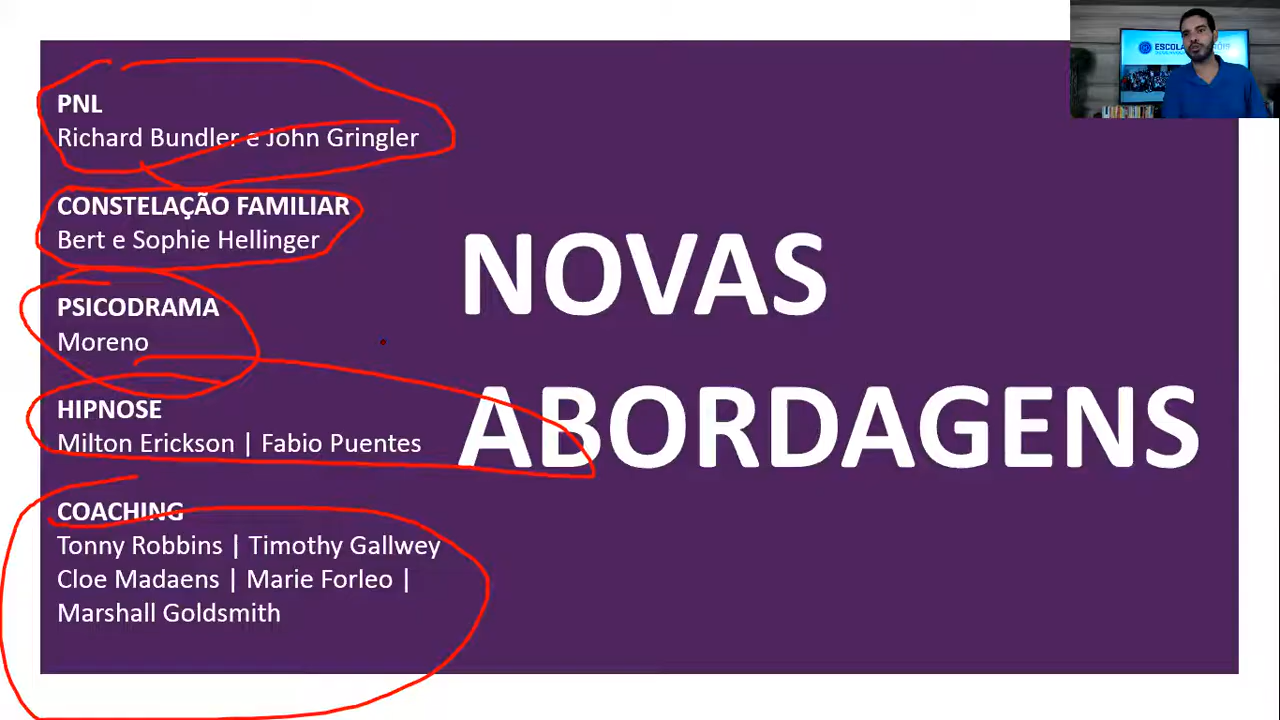 PNL
Richard Bundler e John Gringler
CONSTELAÇÃO FAMILIAR
Bert e Sophie Hellinger
PSICODRAMA
Moreno
HIPNOSE
Milton Erickson | Fabio Puentes
COACHING
Tonny Robbins | Timothy Gallwey
Cloe Madaens | Marie Forleo |
Marshall Goldsmith
NOVAS
ABORDAGENS
ESCOLA